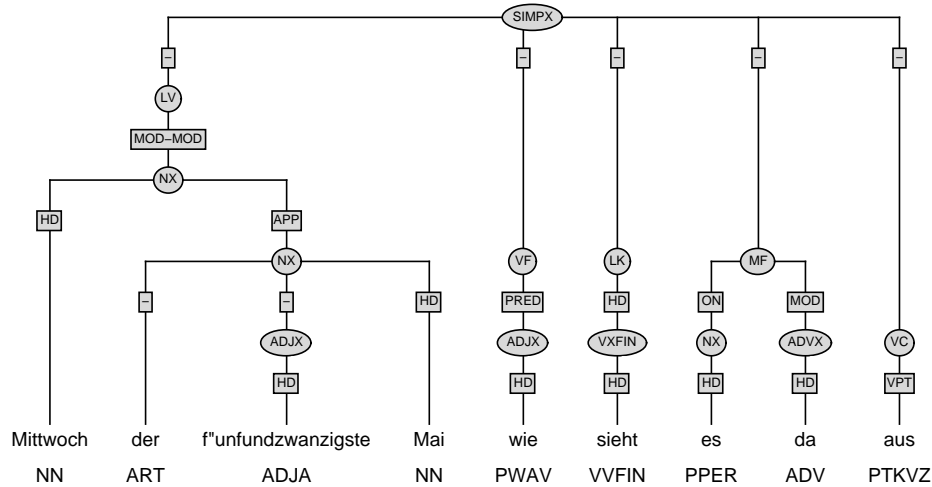 SIMPX
– – – – –
LV
MOD–MOD
NX
HD APP
NX VF LK MF
– – HD PRED HD ON MOD
ADJX ADJX VXFIN NX ADVX VC
HD HD HD HD HD VPT
Mittwoch der f"unfundzwanzigste Mai wie sieht es da aus
NN ART ADJA NN PWAV VVFIN PPER ADV PTKVZ